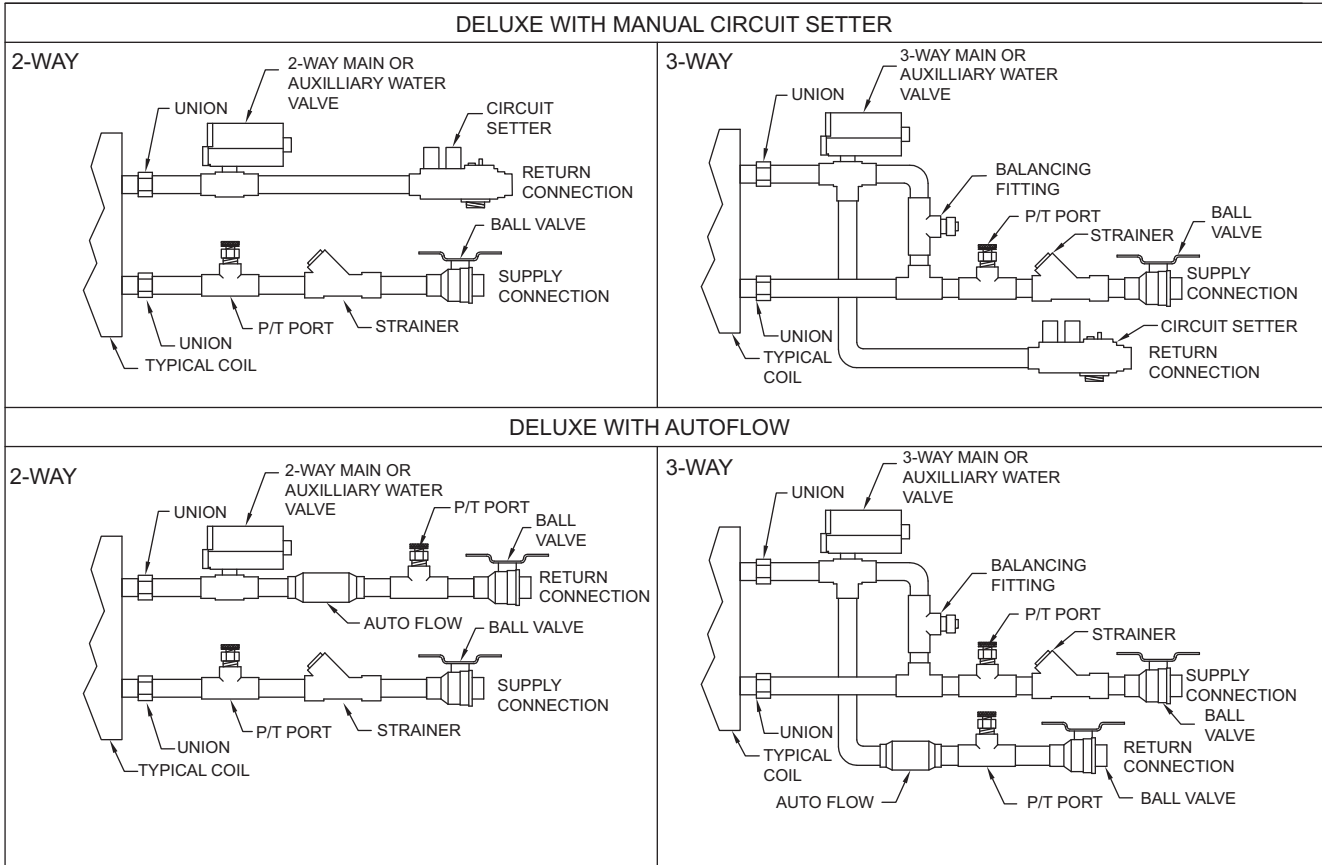 DELUXE WITH MANUAL CIRCUIT SETTER
2-WAY
2-WAY MAIN OR
AUXILLIARY WATER
VALVE
UNION
CIRCUIT
SETTER
RETURN
CONNECTION
BALL VALVE
SUPPLY
CONNECTION
P/T PORT
STRAINER
UNION
TYPICAL COIL
3-WAY
3-WAY MAIN OR
AUXILLIARY WATER
VALVE
UNION
BALANCING
FITTING
P/T PORT
STRAINER
BALL
VALVE
SUPPLY
CONNECTION
UNION
TYPICAL
COIL
CIRCUIT SETTER
RETURN
CONNECTION
DELUXE WITH AUTOFLOW
2-WAY
2-WAY MAIN OR
AUXILLIARY WATER
VALVE
UNION
P/T PORT
BALL
VALVE
RETURN
CONNECTION
AUTO FLOW
BALL VALVE
SUPPLY
CONNECTION
P/T PORT
STRAINER
UNION
TYPICAL COIL
3-WAY
3-WAY MAIN OR
AUXILLIARY WATER
VALVE
UNION
BALANCING
FITTING
P/T PORT
STRAINER
SUPPLY
CONNECTION
BALL
VALVE
UNION
TYPICAL
COIL
RETURN
CONNECTION
AUTO FLOW
P/T PORT
BALL VALVE